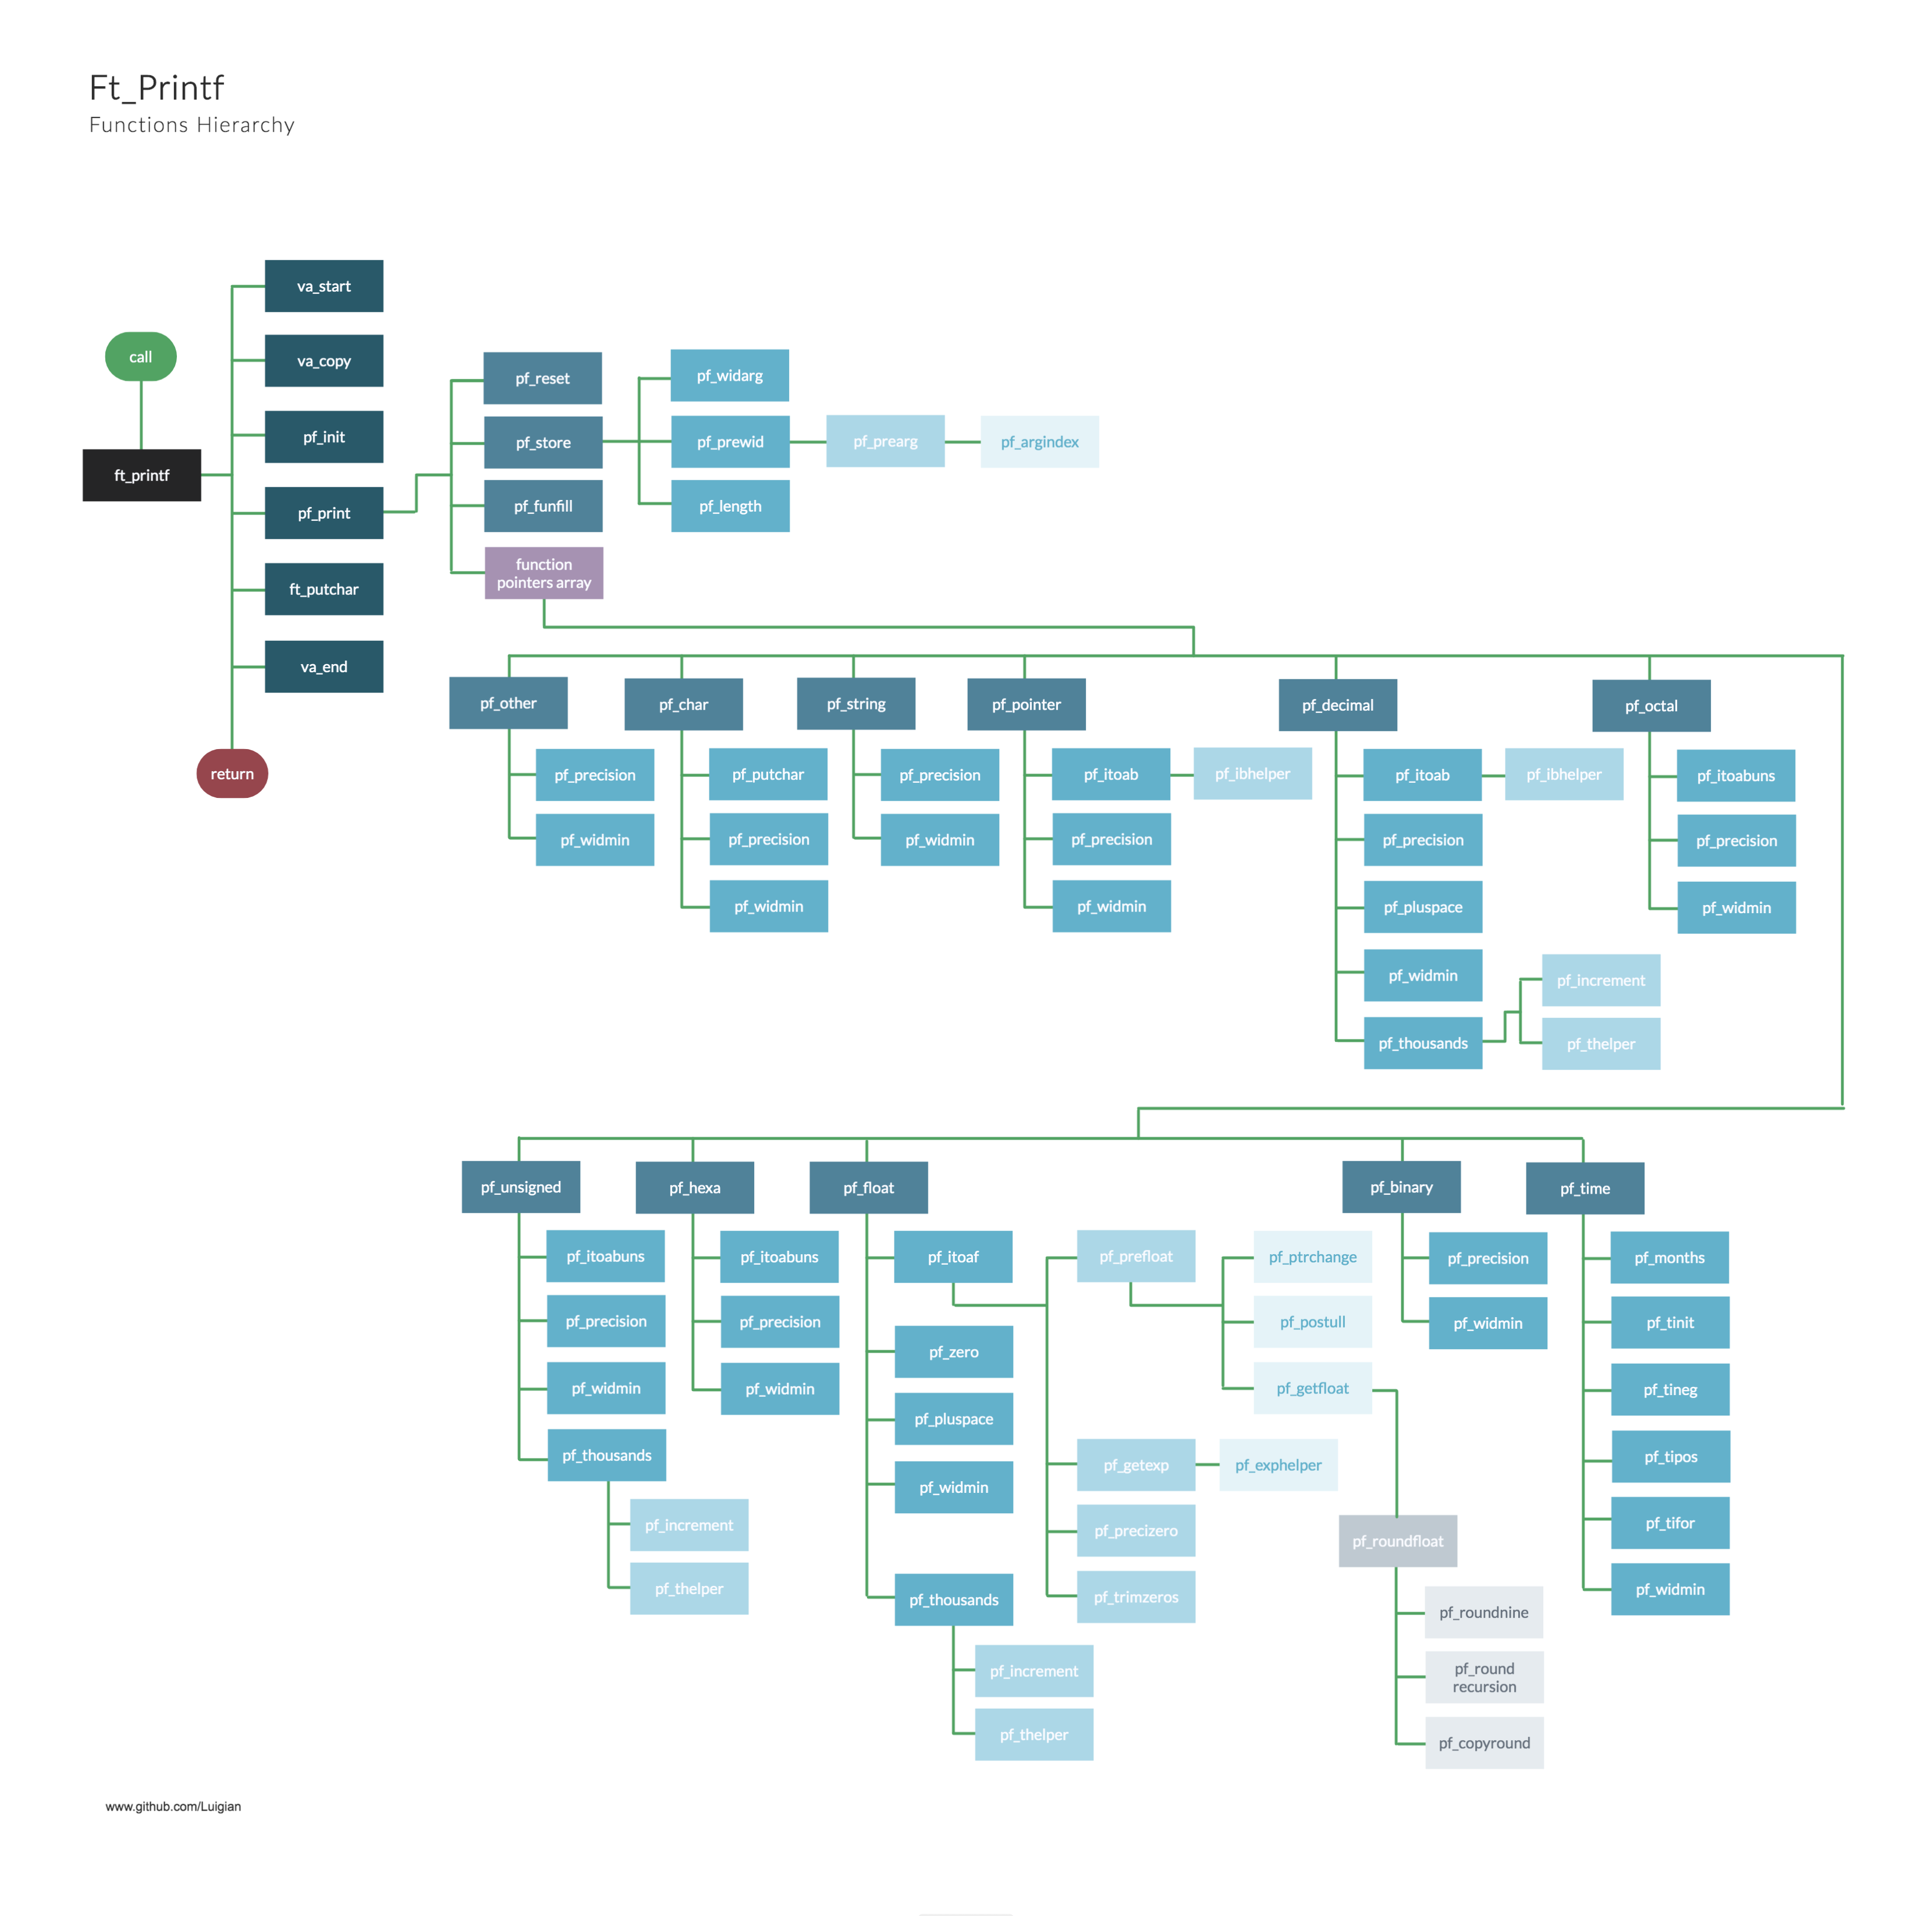 Ft_Printf
Functions Hierarchy
va_start
call
va_copy
pf_init
ft_printf
pf_print
ft_putchar
va_end
return
pf_reset
pf_store
pf_funfill
function
pointers array
pf_widarg
pf_prewid
pf_prearg
pf_argindex
pf_length
pf_other
pf_precision
pf_widmin
pf_char
pf_putchar
pf_precision
pf_widmin
pf_string
pf_precision
pf_widmin
pf_pointer
pf_itoab
pf_ibhelper
pf_precision
pf_widmin
pf_decimal
pf_itoab
pf_ibhelper
pf_precision
pf_pluspace
pf_widmin
pf_thousands
pf_increment
pf_thelper
pf_octal
pf_itoabuns
pf_precision
pf_widmin
pf_unsigned
pf_itoabuns
pf_precision
pf_widmin
pf_thousands
pf_increment
pf_thelper
pf_hexa
pf_itoabuns
pf_precision
pf_widmin
pf_float
pf_itoaf
pf_zero
pf_pluspace
pf_widmin
pf_thousands
pf_increment
pf_thelper
pf_prefloat
pf_getexp
pf_precizero
pf_trimzeros
pf_ptrchange
pf_postull
pf_getfloat
pf_exphelper
pf_roundfloat
pf_roundnine
pf_round
recursion
pf_copyround
pf_binary
pf_precision
pf_widmin
pf_time
pf_months
pf_tinit
pf_tineg
pf_tipos
pf_tifor
pf_widmin
www.github.com/Luigian